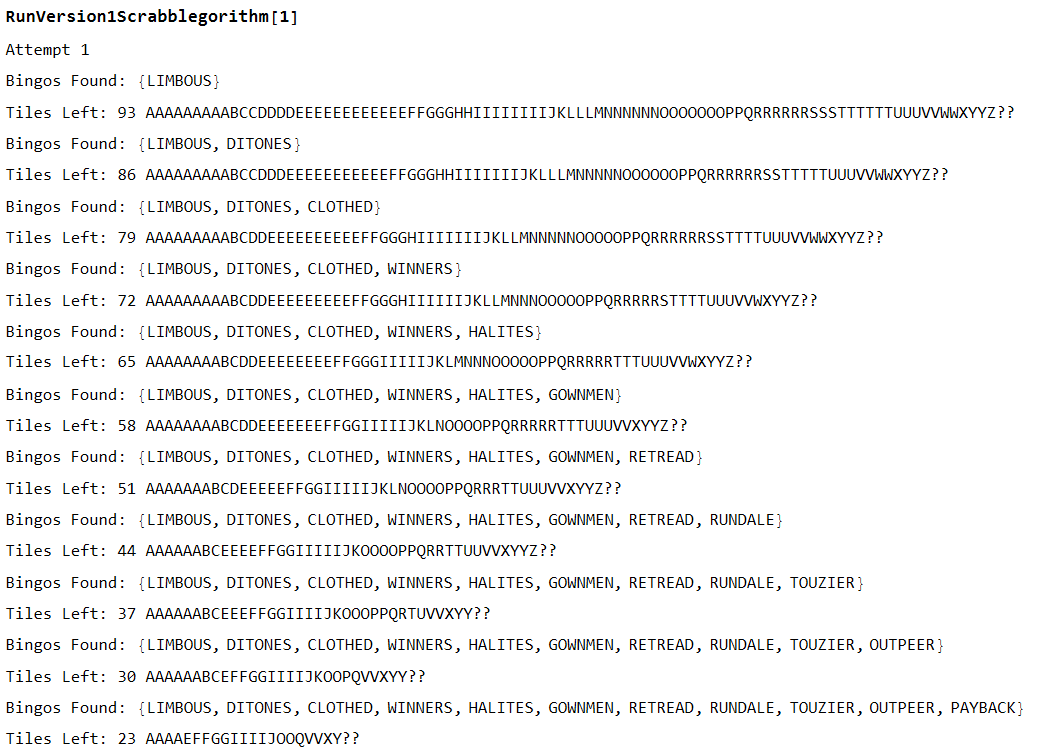 RunVersion1Scrabblegorithm[1]
Attempt 1
Bingos Found: {LIMBOUS}
Tiles Left: 93 AAAAAAAAABCCDDDDEEEEEEEEEEEEFFGGGHHIIIIIIIIJKLLLMNNNNNNOOOOOOOPPQRRRRRRSSSTTTTTTUUUVVWWXYYZ??
Bingos Found: {LIMBOUS, DITONES}
Tiles Left: 86 AAAAAAAAABCCDDDEEEEEEEEEEEFFGGGHHIIIIIIIJKLLLMNNNNNOOOOOOPPQRRRRRRSSTTTTTUUUVVWWXYYZ??
Bingos Found: {LIMBOUS, DITONES, CLOTHED}
Tiles Left: 79 AAAAAAAAABCDDEEEEEEEEEEFFGGGHIIIIIIIJKLLMNNNNNOOOOOPPQRRRRRRSSTTTTUUUVVWWXYYZ??
Bingos Found: {LIMBOUS, DITONES, CLOTHED, WINNERS}
Tiles Left: 72 AAAAAAAAABCDDEEEEEEEEEFFGGGHIIIIIIJKLLMNNNOOOOOPPQRRRRRSTTTTUUUVVWXYYZ??
Bingos Found: {LIMBOUS, DITONES, CLOTHED, WINNERS, HALITES}
Tiles Left: 65 AAAAAAAABCDDEEEEEEEEFFGGGIIIIIJKLMNNNOOOOOPPQRRRRRTTTUUUVVWXYYZ??
Bingos Found: {LIMBOUS, DITONES, CLOTHED, WINNERS, HALITES, GOWNMEN}
Tiles Left: 58 AAAAAAAABCDDEEEEEEEFFGGIIIIIJKLNOOOOPPQRRRRRTTTUUUVVXYYZ??
Bingos Found: {LIMBOUS, DITONES, CLOTHED, WINNERS, HALITES, GOWNMEN, RETREAD}
Tiles Left: 51 AAAAAAABCDEEEEEFFGGIIIIIJKLNOOOOPPQRRRTTUUUVVXYYZ??
Bingos Found: {LIMBOUS, DITONES, CLOTHED, WINNERS, HALITES, GOWNMEN, RETREAD, RUNDALE}
Tiles Left: 44 AAAAAABCEEEEFFGGIIIIIJKOOOOPPQRRTTUUVVXYYZ??
Bingos Found: {LIMBOUS, DITONES, CLOTHED, WINNERS, HALITES, GOWNMEN, RETREAD, RUNDALE, TOUZIER}
Tiles Left: 37 AAAAAABCEEEFFGGIIIIJKOOOPPQRTUVVXYY??
Bingos Found: {LIMBOUS, DITONES, CLOTHED, WINNERS, HALITES, GOWNMEN, RETREAD, RUNDALE, TOUZIER, OUTPEER}
Tiles Left: 30 AAAAAABCEFFGGIIIIJKOOPQVVXYY??
Bingos Found: {LIMBOUS, DITONES, CLOTHED, WINNERS, HALITES, GOWNMEN, RETREAD, RUNDALE, TOUZIER, OUTPEER, PAYBACK}
Tiles Left: 23 AAAAEFFGGIIIIJOOQVVXY??